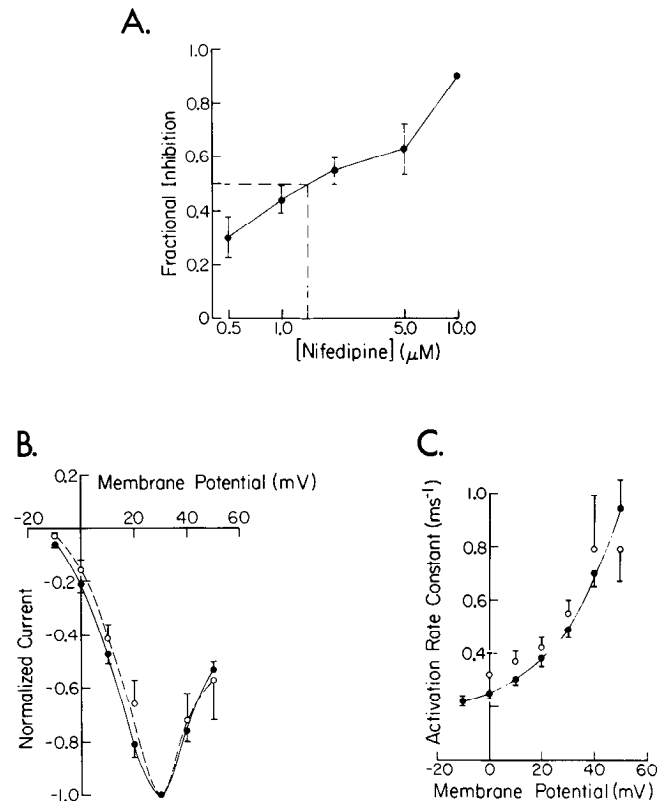 A.
Fractional Inhibition
1.0
0.8
0.6
0.4
0.2
0
0.5 1.0 5.0 10.0
[Nifedipine] (μM)
B.
Membrane Potential (mV)
-20 20 40 60
0.2
-0.2
-0.4
-0.6
-0.8
-1.0
Normalized Current
C.
Activation Rate Constant (ms⁻¹)
1.0
0.8
0.6
0.4
-20 0 20 40 60
Membrane Potential (mV)